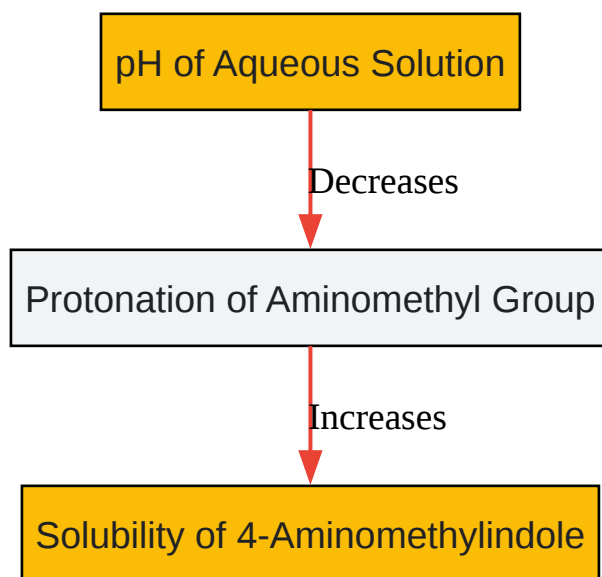 pH of Aqueous Solution
Decreases
Protonation of Aminomethyl Group
Increases
Solubility of 4-Aminomethylindole